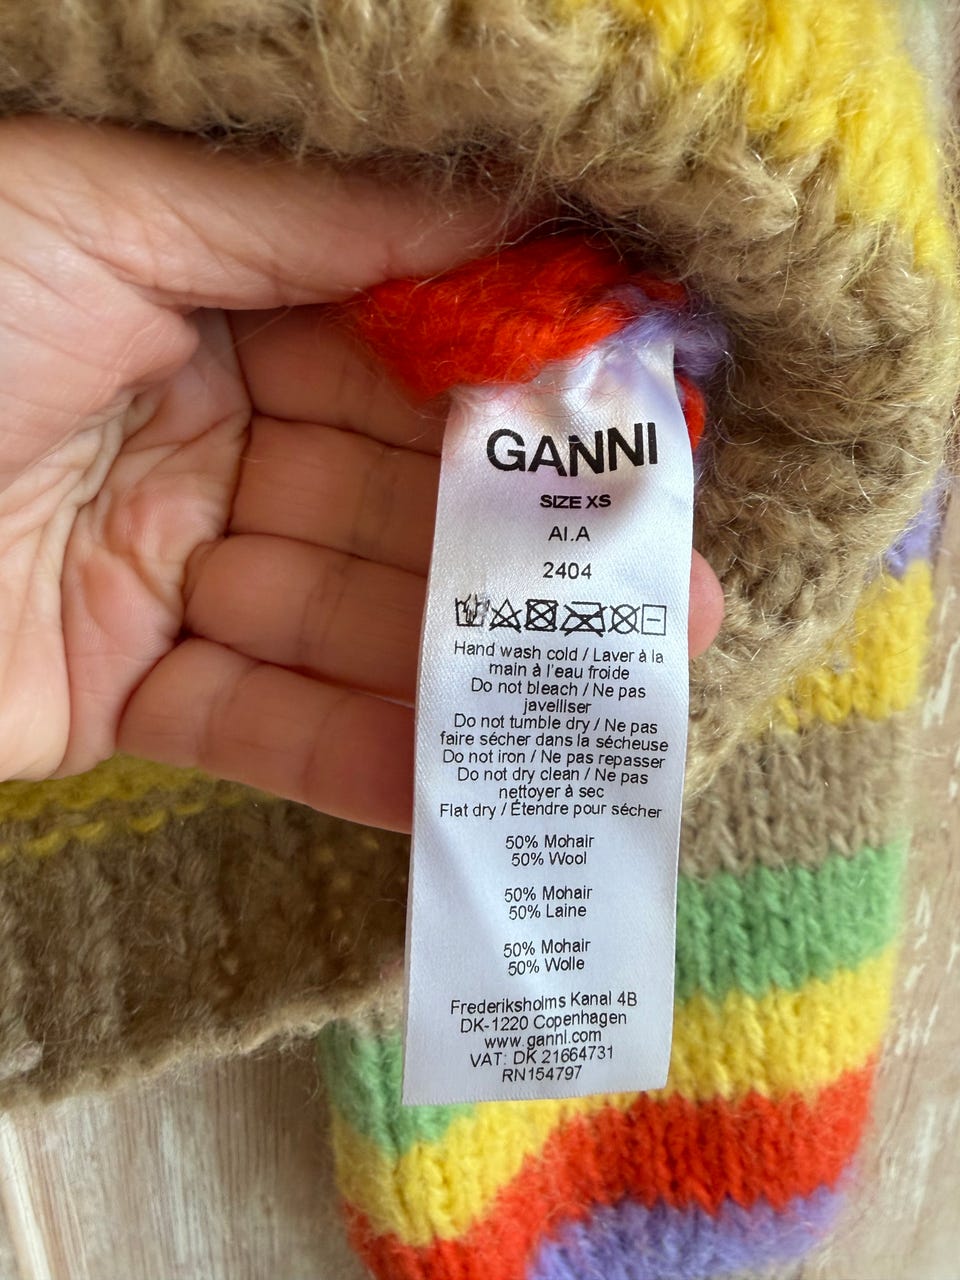 GANNI
SIZE XS
AI.A
2404
Hand wash cold / Laver à la
main à l'eau froide
Do not bleach / Ne pas
javelliser
Do not tumble dry / Ne pas
faire sécher dans la sécheuse
Do not iron / Ne pas repasser
Do not dry clean / Ne pas
nettoyer à sec
Flat dry / Étendre pour sécher
50% Mohair
50% Wool
50% Mohair
50% Laine
50% Mohair
50% Wolle
Frederiksholms Kanal 4B
DK-1220 Copenhagen
www.ganni.com
VAT: DK 21664731
RN154797